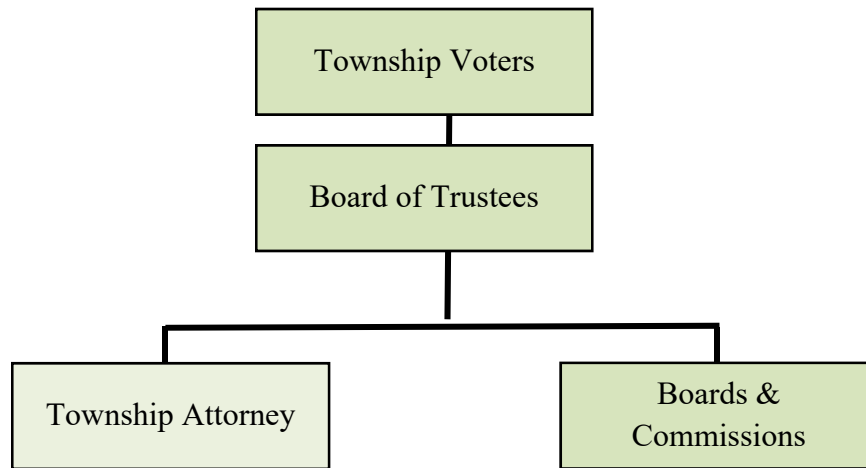 Township Voters
Board of Trustees
Township Attorney
Boards &
Commissions